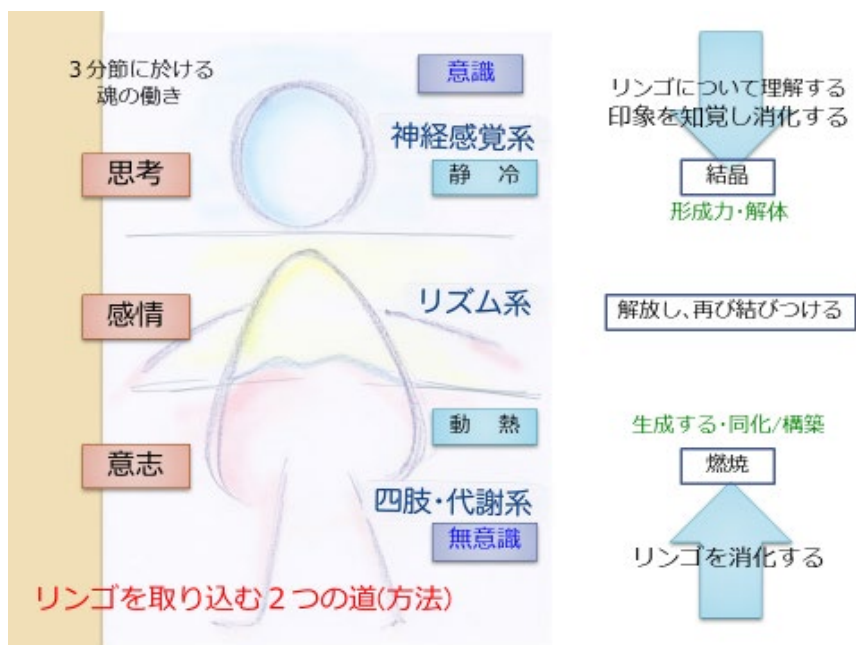 ３分節に於ける
魂の働き
意識
神経感覚系
静　冷
思考
リンゴについて理解する
印象を知覚し消化する
結晶
形成力・解体
感情
リズム系
解放し、再び結びつける
動　熱
意志
四肢・代謝系
無意識
生成する・同化/構築
燃焼
リンゴを消化する
リンゴを取り込む２つの道(方法)